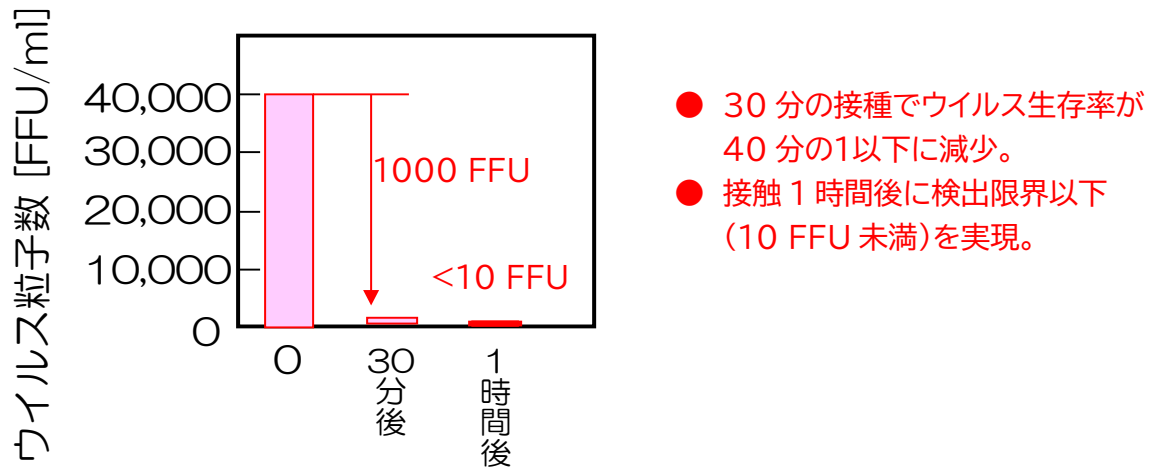 ウイルス粒子数 [FFU/ml]
40,000
30,000
20,000
10,000
0
1000 FFU
<10 FFU
0
30分後
1時間後
● 30 分の接種でウイルス生存率が
40 分の1以下に減少。
● 接触 1 時間後に検出限界以下
(10 FFU 未満)を実現。